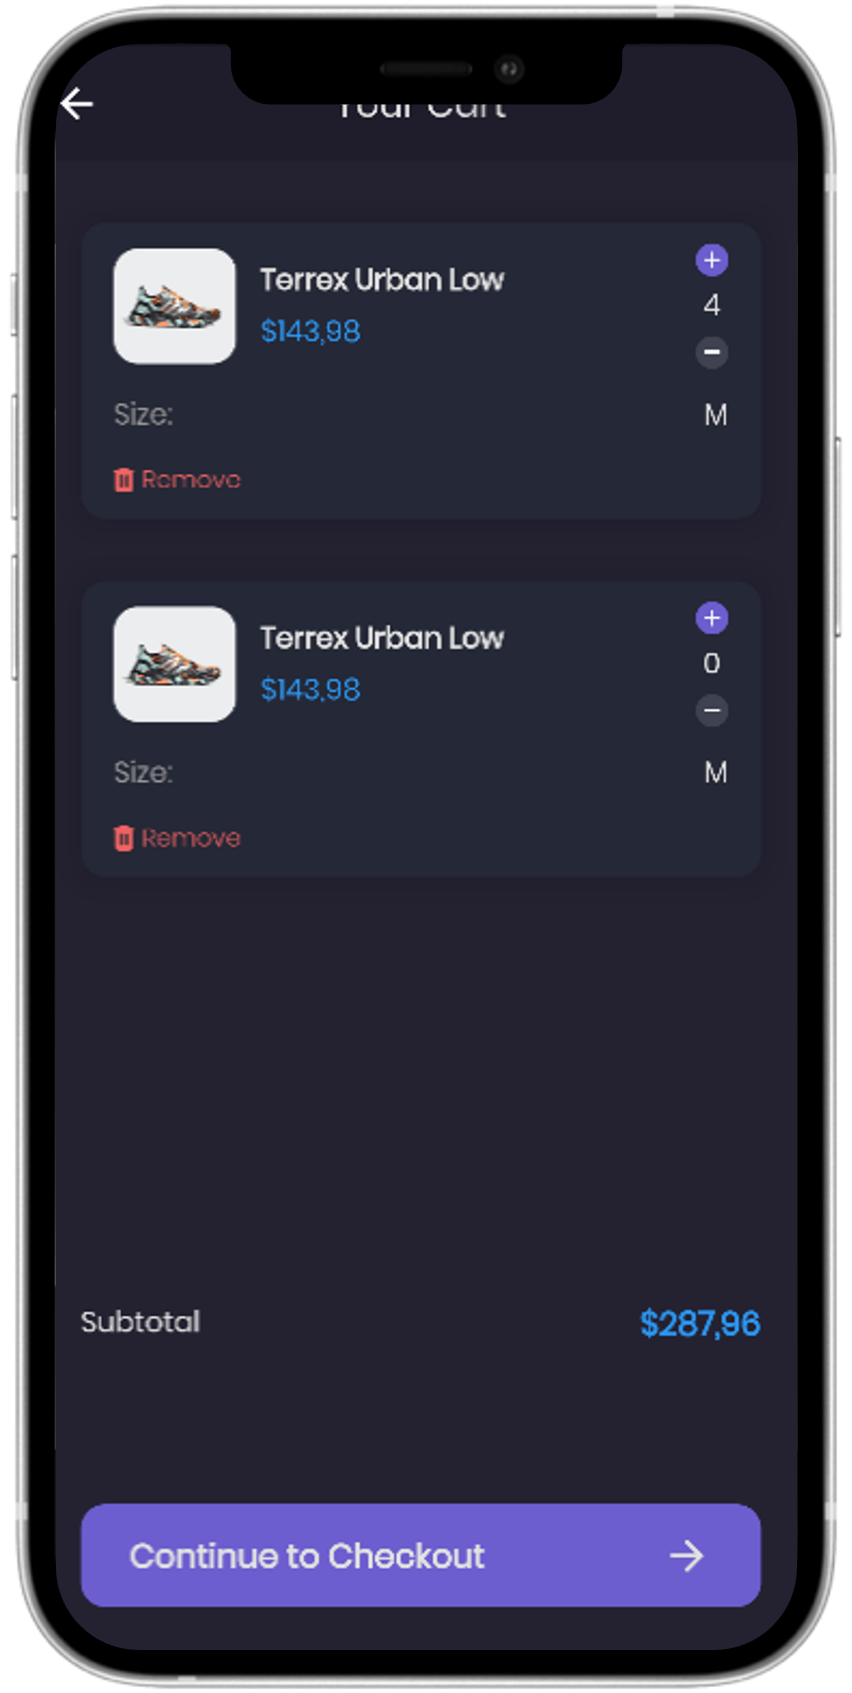 Your Cart
Terrex Urban Low
$143,98
4
Size:
M
Remove
Terrex Urban Low
$143,98
0
Size:
M
Remove
Subtotal
$287,96
Continue to Checkout